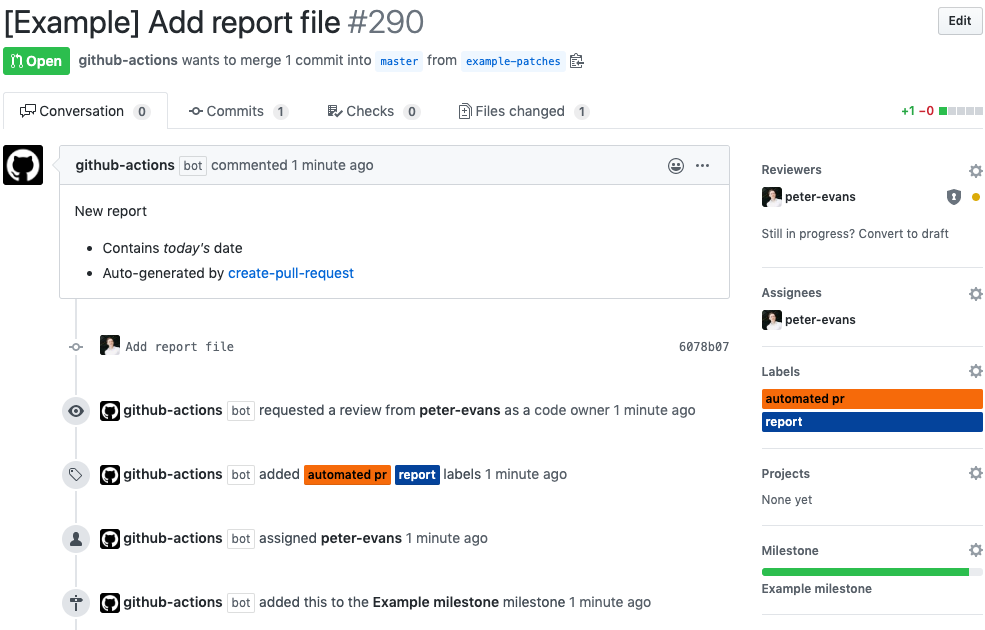 [Example] Add report file #290
Edit
Open github-actions wants to merge 1 commit into master from example-patches
Conversation 0 Commits 1 Checks 0 Files changed 1 +1 −0
github-actions bot commented 1 minute ago
New report
Contains today's date
Auto-generated by create-pull-request
Add report file 6078b07
github-actions bot requested a review from peter-evans as a code owner 1 minute ago
github-actions bot added automated pr report labels 1 minute ago
github-actions bot assigned peter-evans 1 minute ago
github-actions bot added this to the Example milestone milestone 1 minute ago
Reviewers
peter-evans
Still in progress? Convert to draft
Assignees
peter-evans
Labels
automated pr
report
Projects
None yet
Milestone
Example milestone